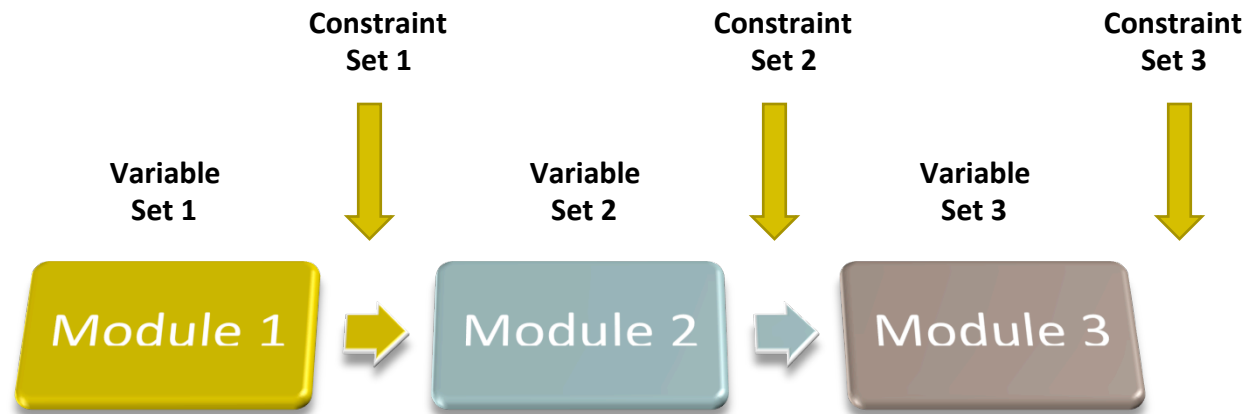 Constraint
Set 1
Constraint
Set 2
Constraint
Set 3
Variable
Set 1
Variable
Set 2
Variable
Set 3
Module 1
Module 2
Module 3